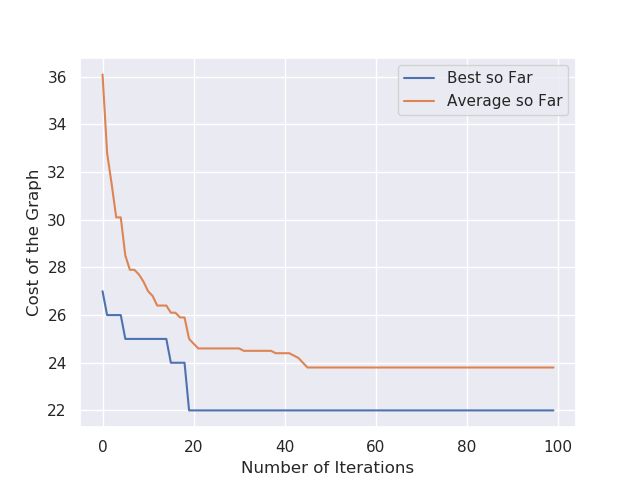 Best so Far
Average so Far
36
34
32
30
28
26
24
22
Cost of the Graph
0 20 40 60 80 100
Number of Iterations